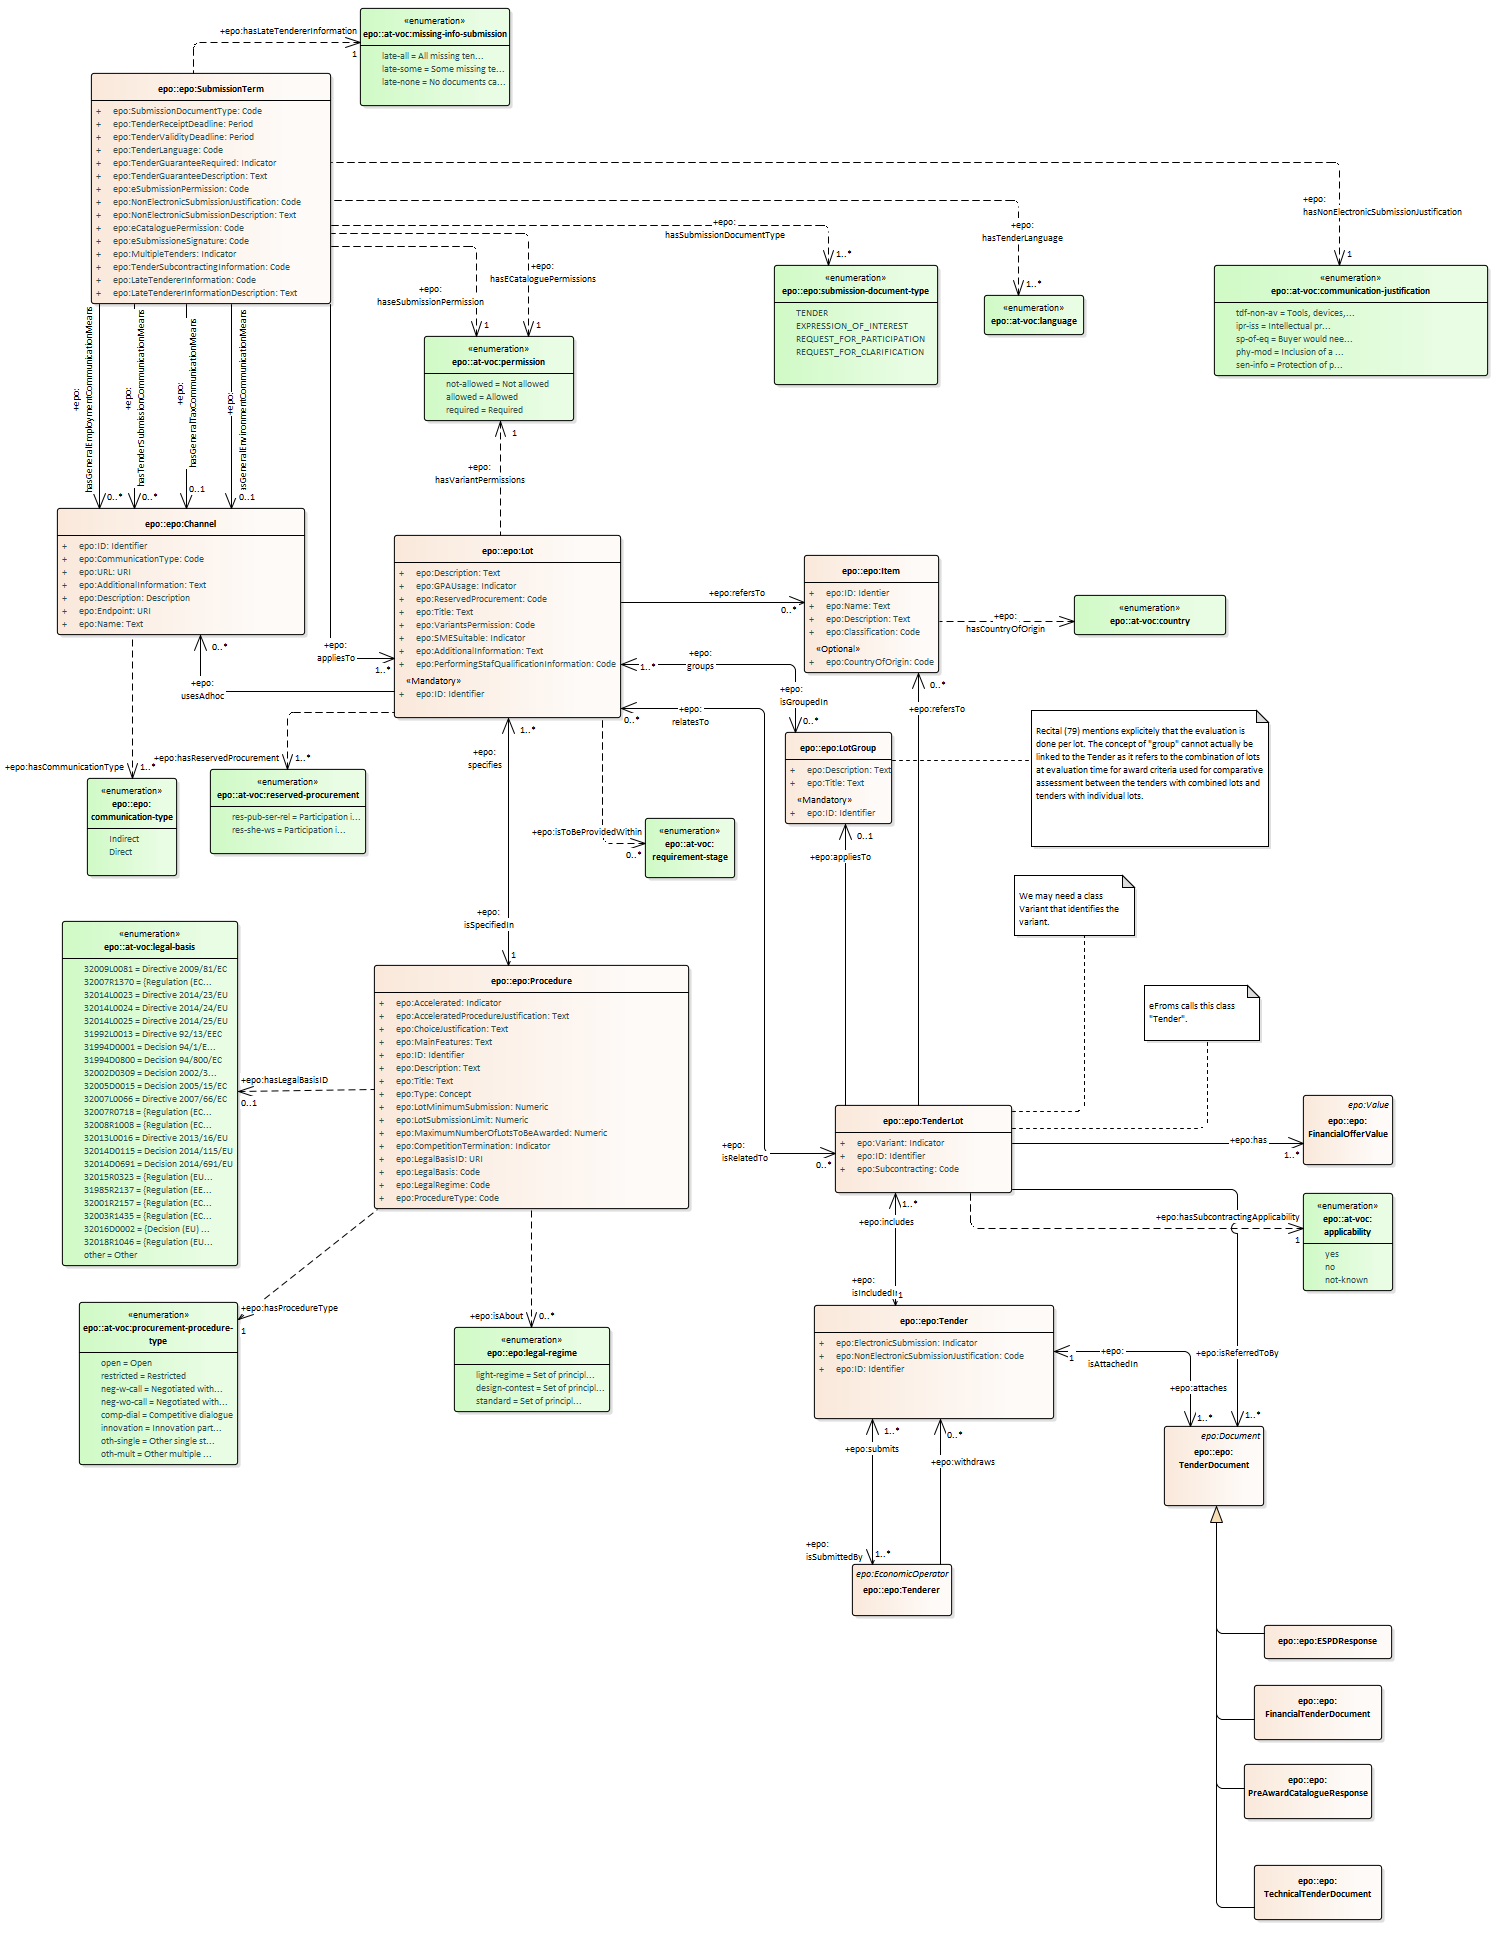 «enumeration»
epo::at-voc:missing-info-submission
late-all = All missing ten...
late-some = Some missing te...
late-none = No documents ca...
+epo:hasLateTendererInformation
1
epo::epo:SubmissionTerm
+ epo:SubmissionDocumentType: Code
+ epo:TenderReceiptDeadline: Period
+ epo:TenderValidityDeadline: Period
+ epo:TenderLanguage: Code
+ epo:TenderGuaranteeRequired: Indicator
+ epo:TenderGuaranteeDescription: Text
+ epo:eSubmissionPermission: Code
+ epo:NonElectronicSubmissionJustification: Code
+ epo:NonElectronicSubmissionDescription: Text
+ epo:eCataloguePermission: Code
+ epo:eSubmissioneSignature: Code
+ epo:MultipleTenders: Indicator
+ epo:TenderSubcontractingInformation: Code
+ epo:LateTendererInformation: Code
+ epo:LateTendererInformationDescription: Text
+epo:
hasNonElectronicSubmissionJustification
1
+epo:
hasTenderLanguage
1..*
+epo:
hasSubmissionDocumentType
1..*
+epo:
hasECataloguePermissions
1
+epo:
haseSubmissionPermission
1
«enumeration»
epo::epo:submission-document-type
TENDER
EXPRESSION_OF_INTEREST
REQUEST_FOR_PARTICIPATION
REQUEST_FOR_CLARIFICATION
«enumeration»
epo::at-voc:language
«enumeration»
epo::at-voc:communication-justification
tdf-non-av = Tools, devices,...
ipr-iss = Intellectual pr...
sp-of-eq = Buyer would nee...
phy-mod = Inclusion of a ...
sen-info = Protection of p...
«enumeration»
epo::at-voc:permission
not-allowed = Not allowed
allowed = Allowed
required = Required
+epo:
hasGeneralEmploymentCommunicationMeans
0..*
+epo:
hasTenderSubmissionCommunicationMeans
0..*
+epo:
hasGeneralTaxCommunicationMeans
0..1
+epo:
hasGeneralEnvironmentCommunicationMeans
0..1
1
+epo:
hasVariantPermissions
epo::epo:Channel
+ epo:ID: Identifier
+ epo:CommunicationType: Code
+ epo:URL: URI
+ epo:AdditionalInformation: Text
+ epo:Description: Description
+ epo:Endpoint: URI
+ epo:Name: Text
epo::epo:Lot
+ epo:Description: Text
+ epo:GPAUsage: Indicator
+ epo:ReservedProcurement: Code
+ epo:Title: Text
+ epo:VariantsPermission: Code
+ epo:SMESuitable: Indicator
+ epo:AdditionalInformation: Text
+ epo:PerformingStafQualificationInformation: Code
«Mandatory»
+ epo:ID: Identifier
epo::epo:Item
+ epo:ID: Identier
+ epo:Name: Text
+ epo:Description: Text
+ epo:Classification: Code
«Optional»
+ epo:CountryOfOrigin: Code
+epo:refersTo
0..*
+epo:
hasCountryOfOrigin
«enumeration»
epo::at-voc:country
+epo:
appliesTo
1..*
0..*
+epo:
usesAdhoc
1..*
+epo:
groups
+epo:
isGroupedIn
0..*
0..*
+epo:
relatesTo
0..*
+epo:refersTo
epo::epo:LotGroup
+ epo:Description: Text
+ epo:Title: Text
«Mandatory»
+ epo:ID: Identifier
Recital (79) mentions explicitly that the evaluation is
done per lot. The concept of "group" cannot actually be
linked to the Tender as it refers to the combination of lots
at evaluation time for award criteria used for comparative
assessment between the tenders with combined lots and
tenders with individual lots.
+epo:hasCommunicationType
1..*
«enumeration»
epo::epo:
communication-type
Indirect
Direct
+epo:hasReservedProcurement
1..*
«enumeration»
epo::at-voc:reserved-procurement
res-pub-ser-rel = Participation i...
res-she-ws = Participation i...
1..*
+epo:
specifies
+epo:isToBeProvidedWithin
0..*
«enumeration»
epo::at-voc:
requirement-stage
0..1
+epo:appliesTo
We may need a class
Variant that identifies the
variant.
+epo:
isSpecifiedIn
1
«enumeration»
epo::at-voc:legal-basis
32009L0081 = Directive 2009/81/EC
32007R1370 = {Regulation (EC...
32014L0023 = Directive 2014/23/EU
32014L0024 = Directive 2014/24/EU
32014L0025 = Directive 2014/25/EU
31992L0013 = Directive 92/13/EEC
31994D0001 = Decision 94/1/E...
31994D0800 = Decision 94/800/EC
32002D0309 = Decision 2002/3...
32005D0015 = Decision 2005/15/EC
32007L0066 = Directive 2007/66/EC
32007R0718 = {Regulation (EC...
32008R1008 = {Regulation (EC...
32013L0016 = Directive 2013/16/EU
32014D0115 = Decision 2014/115/EU
32014D0691 = Decision 2014/691/EU
32015R0323 = {Regulation (EU...
31985R2137 = {Regulation (EE...
32001R2157 = {Regulation (EC...
32003R1435 = {Regulation (EC...
32016D0002 = {Decision (EU) ...
32018R1046 = {Regulation (EU...
other = Other
+epo:hasLegalBasisID
0..1
epo::epo:Procedure
+ epo:Accelerated: Indicator
+ epo:AcceleratedProcedureJustification: Text
+ epo:ChoiceJustification: Text
+ epo:MainFeatures: Text
+ epo:ID: Identifier
+ epo:Description: Text
+ epo:Title: Text
+ epo:Type: Concept
+ epo:LotMinimumSubmission: Numeric
+ epo:LotSubmissionLimit: Numeric
+ epo:MaximumNumberOfLotsToBeAwarded: Numeric
+ epo:CompetitionTermination: Indicator
+ epo:LegalBasisID: URI
+ epo:LegalBasis: Code
+ epo:LegalRegime: Code
+ epo:ProcedureType: Code
eFroms calls this class
"Tender".
+epo:
isRelatedTo
0..*
epo::epo:TenderLot
+ epo:Variant: Indicator
+ epo:ID: Identifier
+ epo:Subcontracting: Code
+epo:has
1..*
epo:Value
epo::epo:
FinancialOfferValue
+epo:hasSubcontractingApplicability
1
«enumeration»
epo::at-voc:
applicability
yes
no
not-known
1..*
+epo:includes
+epo:
isIncludedIn
1
+epo:hasProcedureType
1
«enumeration»
epo::at-voc:procurement-procedure-
type
open = Open
restricted = Restricted
neg-w-call = Negotiated with...
neg-wo-call = Negotiated with...
comp-dial = Competitive dialogue
innovation = Innovation part...
oth-single = Other single st...
oth-mult = Other multiple ...
+epo:isAbout
0..*
«enumeration»
epo::epo:legal-regime
light-regime = Set of principl...
design-contest = Set of principl...
standard = Set of principl...
epo::epo:Tender
+ epo:ElectronicSubmission: Indicator
+ epo:NonElectronicSubmissionJustification: Code
+ epo:ID: Identifier
1
+epo:
isAttachedIn
+epo:attaches
1..*
+epo:isReferredToBy
1..*
epo:Document
epo::epo:
TenderDocument
1..*
+epo:submits
0..*
+epo:withdraws
+epo:
isSubmittedBy
1..*
epo:EconomicOperator
epo::epo:Tenderer
epo::epo:ESPDResponse
epo::epo:
FinancialTenderDocument
epo::epo:
PreAwardCatalogueResponse
epo::epo:
TechnicalTenderDocument